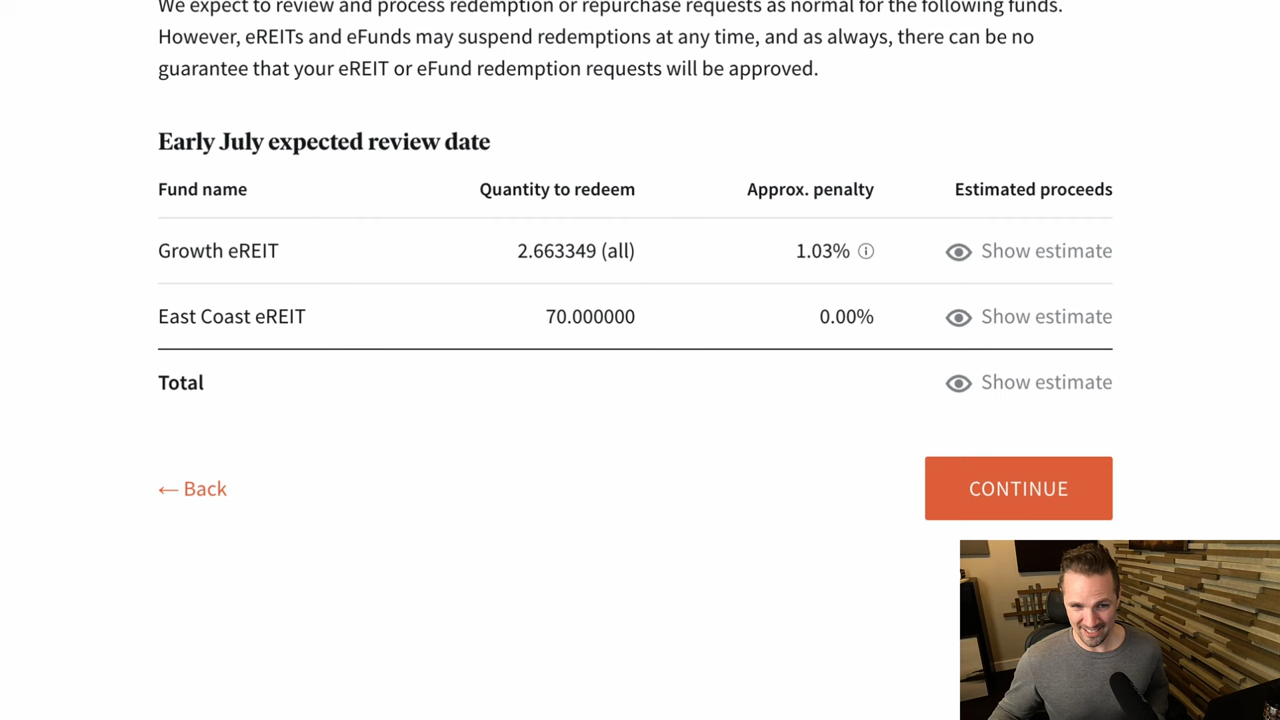 We expect to review and process redemption or repurchase requests as normal for the following funds.
However, eREITs and eFunds may suspend redemptions at any time, and as always, there can be no
guarantee that your eREIT or eFund redemption requests will be approved.
Early July expected review date
Fund name Quantity to redeem Approx. penalty Estimated proceeds
Growth eREIT 2.663349 (all) 1.03% Show estimate
East Coast eREIT 70.000000 0.00% Show estimate
Total Show estimate
← Back CONTINUE